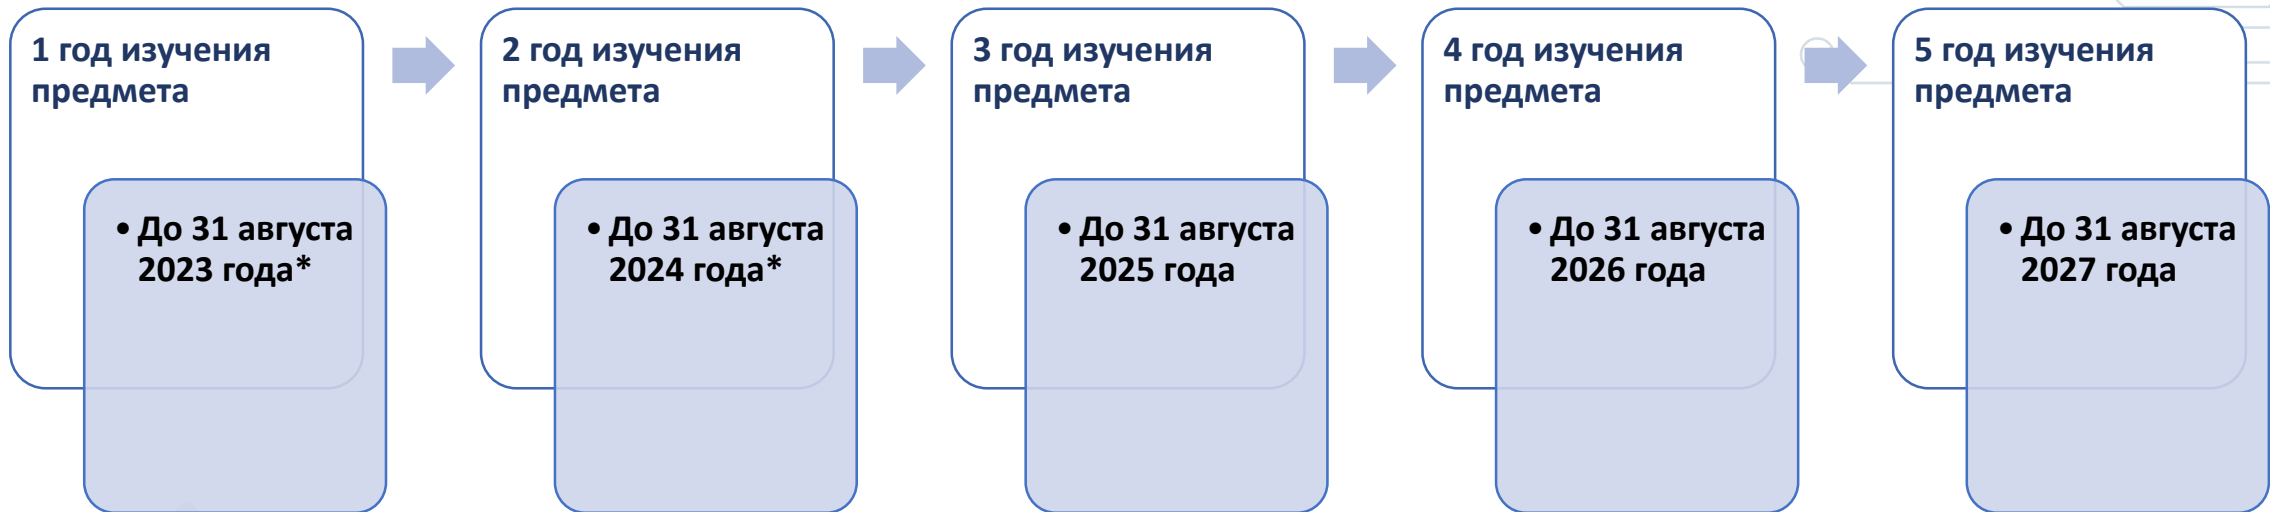 1 год изучения
предмета
• До 31 августа
2023 года*
2 год изучения
предмета
• До 31 августа
2024 года*
3 год изучения
предмета
• До 31 августа
2025 года
4 год изучения
предмета
• До 31 августа
2026 года
5 год изучения
предмета
• До 31 августа
2027 года